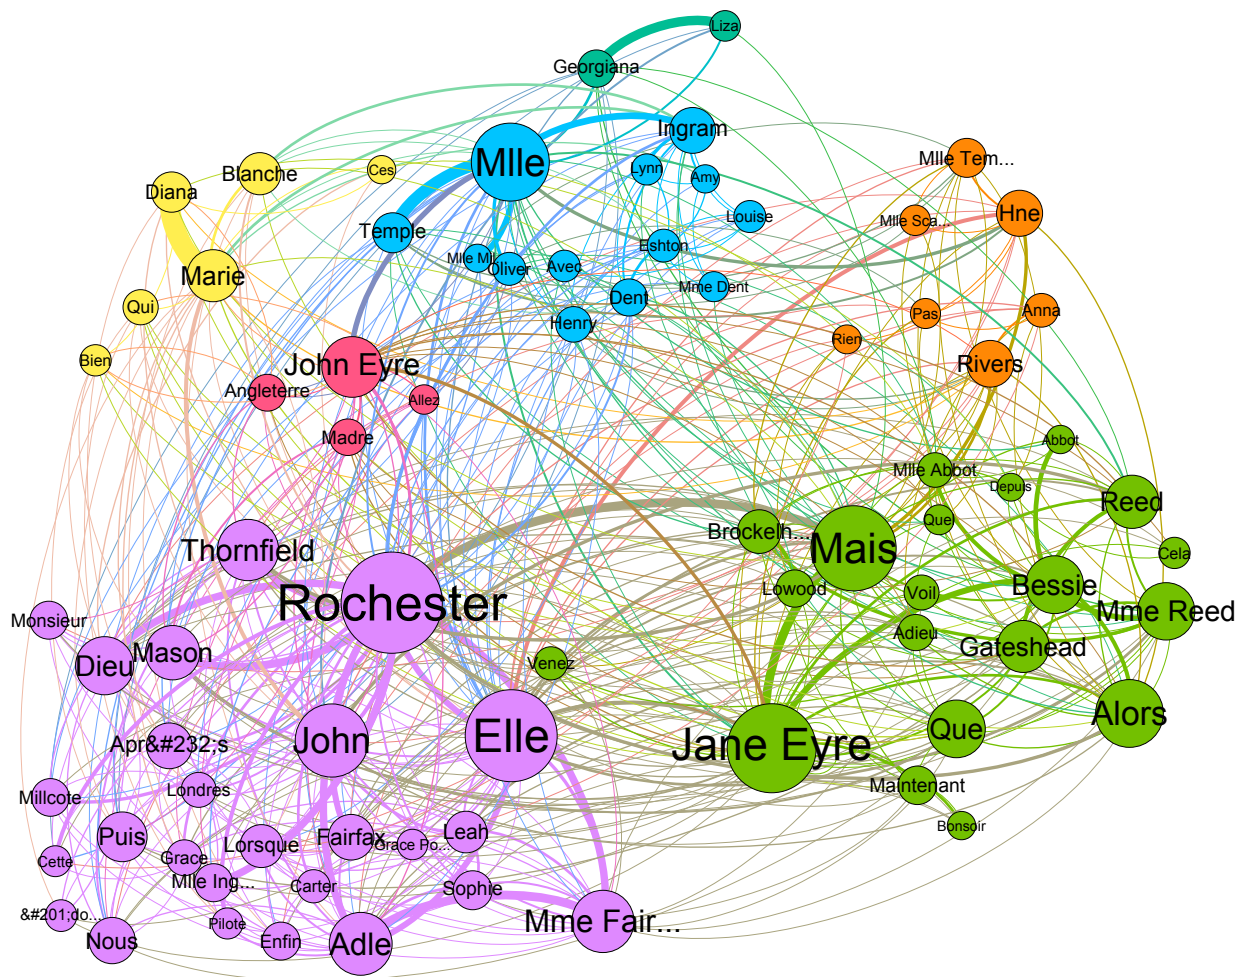 Liza
Georgiana
Ingram
Mlle
Mlle Tem...
Blanche
Ces
Lynn
Amy
Diana
Louise
Mlle Sca...
Hne
Temple
Eshton
Mlle Mil
Oliver
Avec
Marie
Mme Dent
Dent
Qui
Henry
Pas
Anna
Rien
Bien
John Eyre
Rivers
Angleterre
Allez
Madre
Abbot
Mlle Abbot
Depuis
Reed
Quel
Brockelh...
Thornfield
Mais
Cela
Lowood
Voil
Bessie
Rochester
Mme Reed
Monsieur
Adieu
Gateshead
Dieu
Mason
Venez
Alors
Que
Elle
John
Jane Eyre
Apr&#232;s
Maintenant
Londres
Millcote
Bonsoir
Puis
Lorsque
Fairfax
Grace Po...
Leah
Cette
Grace
Mlle Ing...
Carter
Sophie
&#201;do...
Pilote
Mme Fair...
Nous
Enfin
Adle